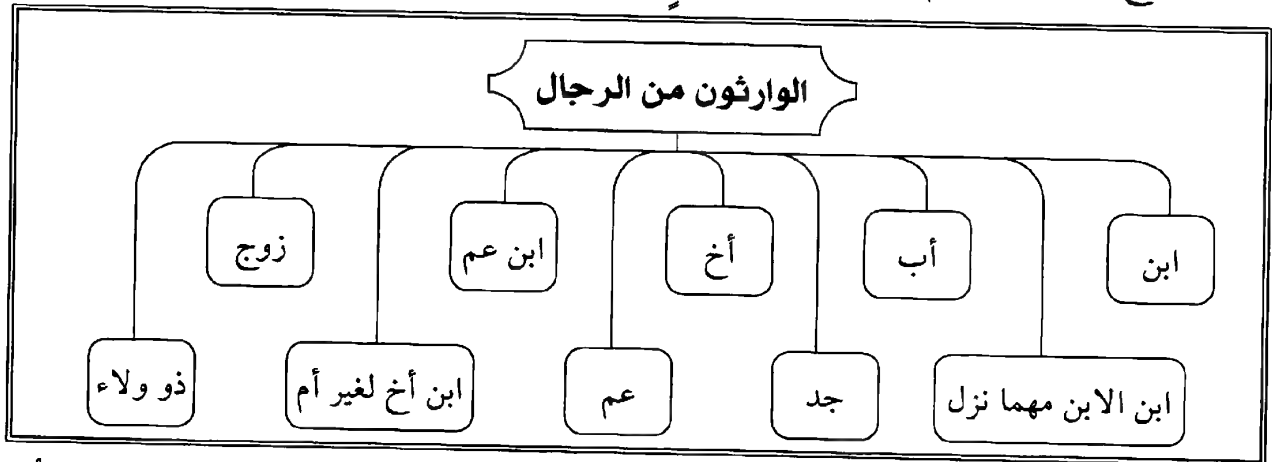 الوارثون من الرجال
ابن
أب
أخ
ابن عم
زوج
ابن الابن مهما نزل
جد
عم
ابن أخ لغير أم
ذو ولاء